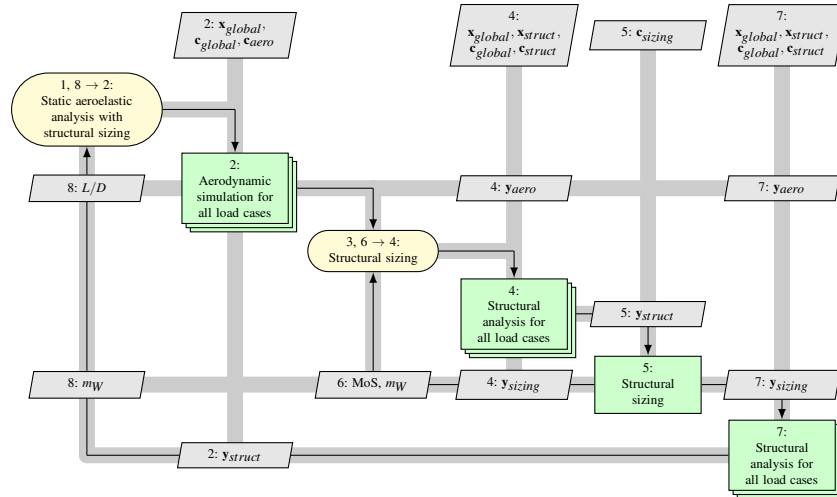 2: x_global,
c_global, c_aero
4:
x_global, x_struct,
c_global, c_struct
5: c_sizing
7:
x_global, x_struct,
c_global, c_struct
1, 8 → 2:
Static aeroelastic
analysis with
structural sizing
2:
Aerodynamic
simulation for
all load cases
8: L/D
4: y_aero
7: y_aero
3, 6 → 4:
Structural sizing
4:
Structural
analysis for
all load cases
5: y_struct
8: m_W
6: MoS, m_W
4: y_sizing
5:
Structural
sizing
7: y_sizing
2: y_struct
7:
Structural
analysis for
all load cases